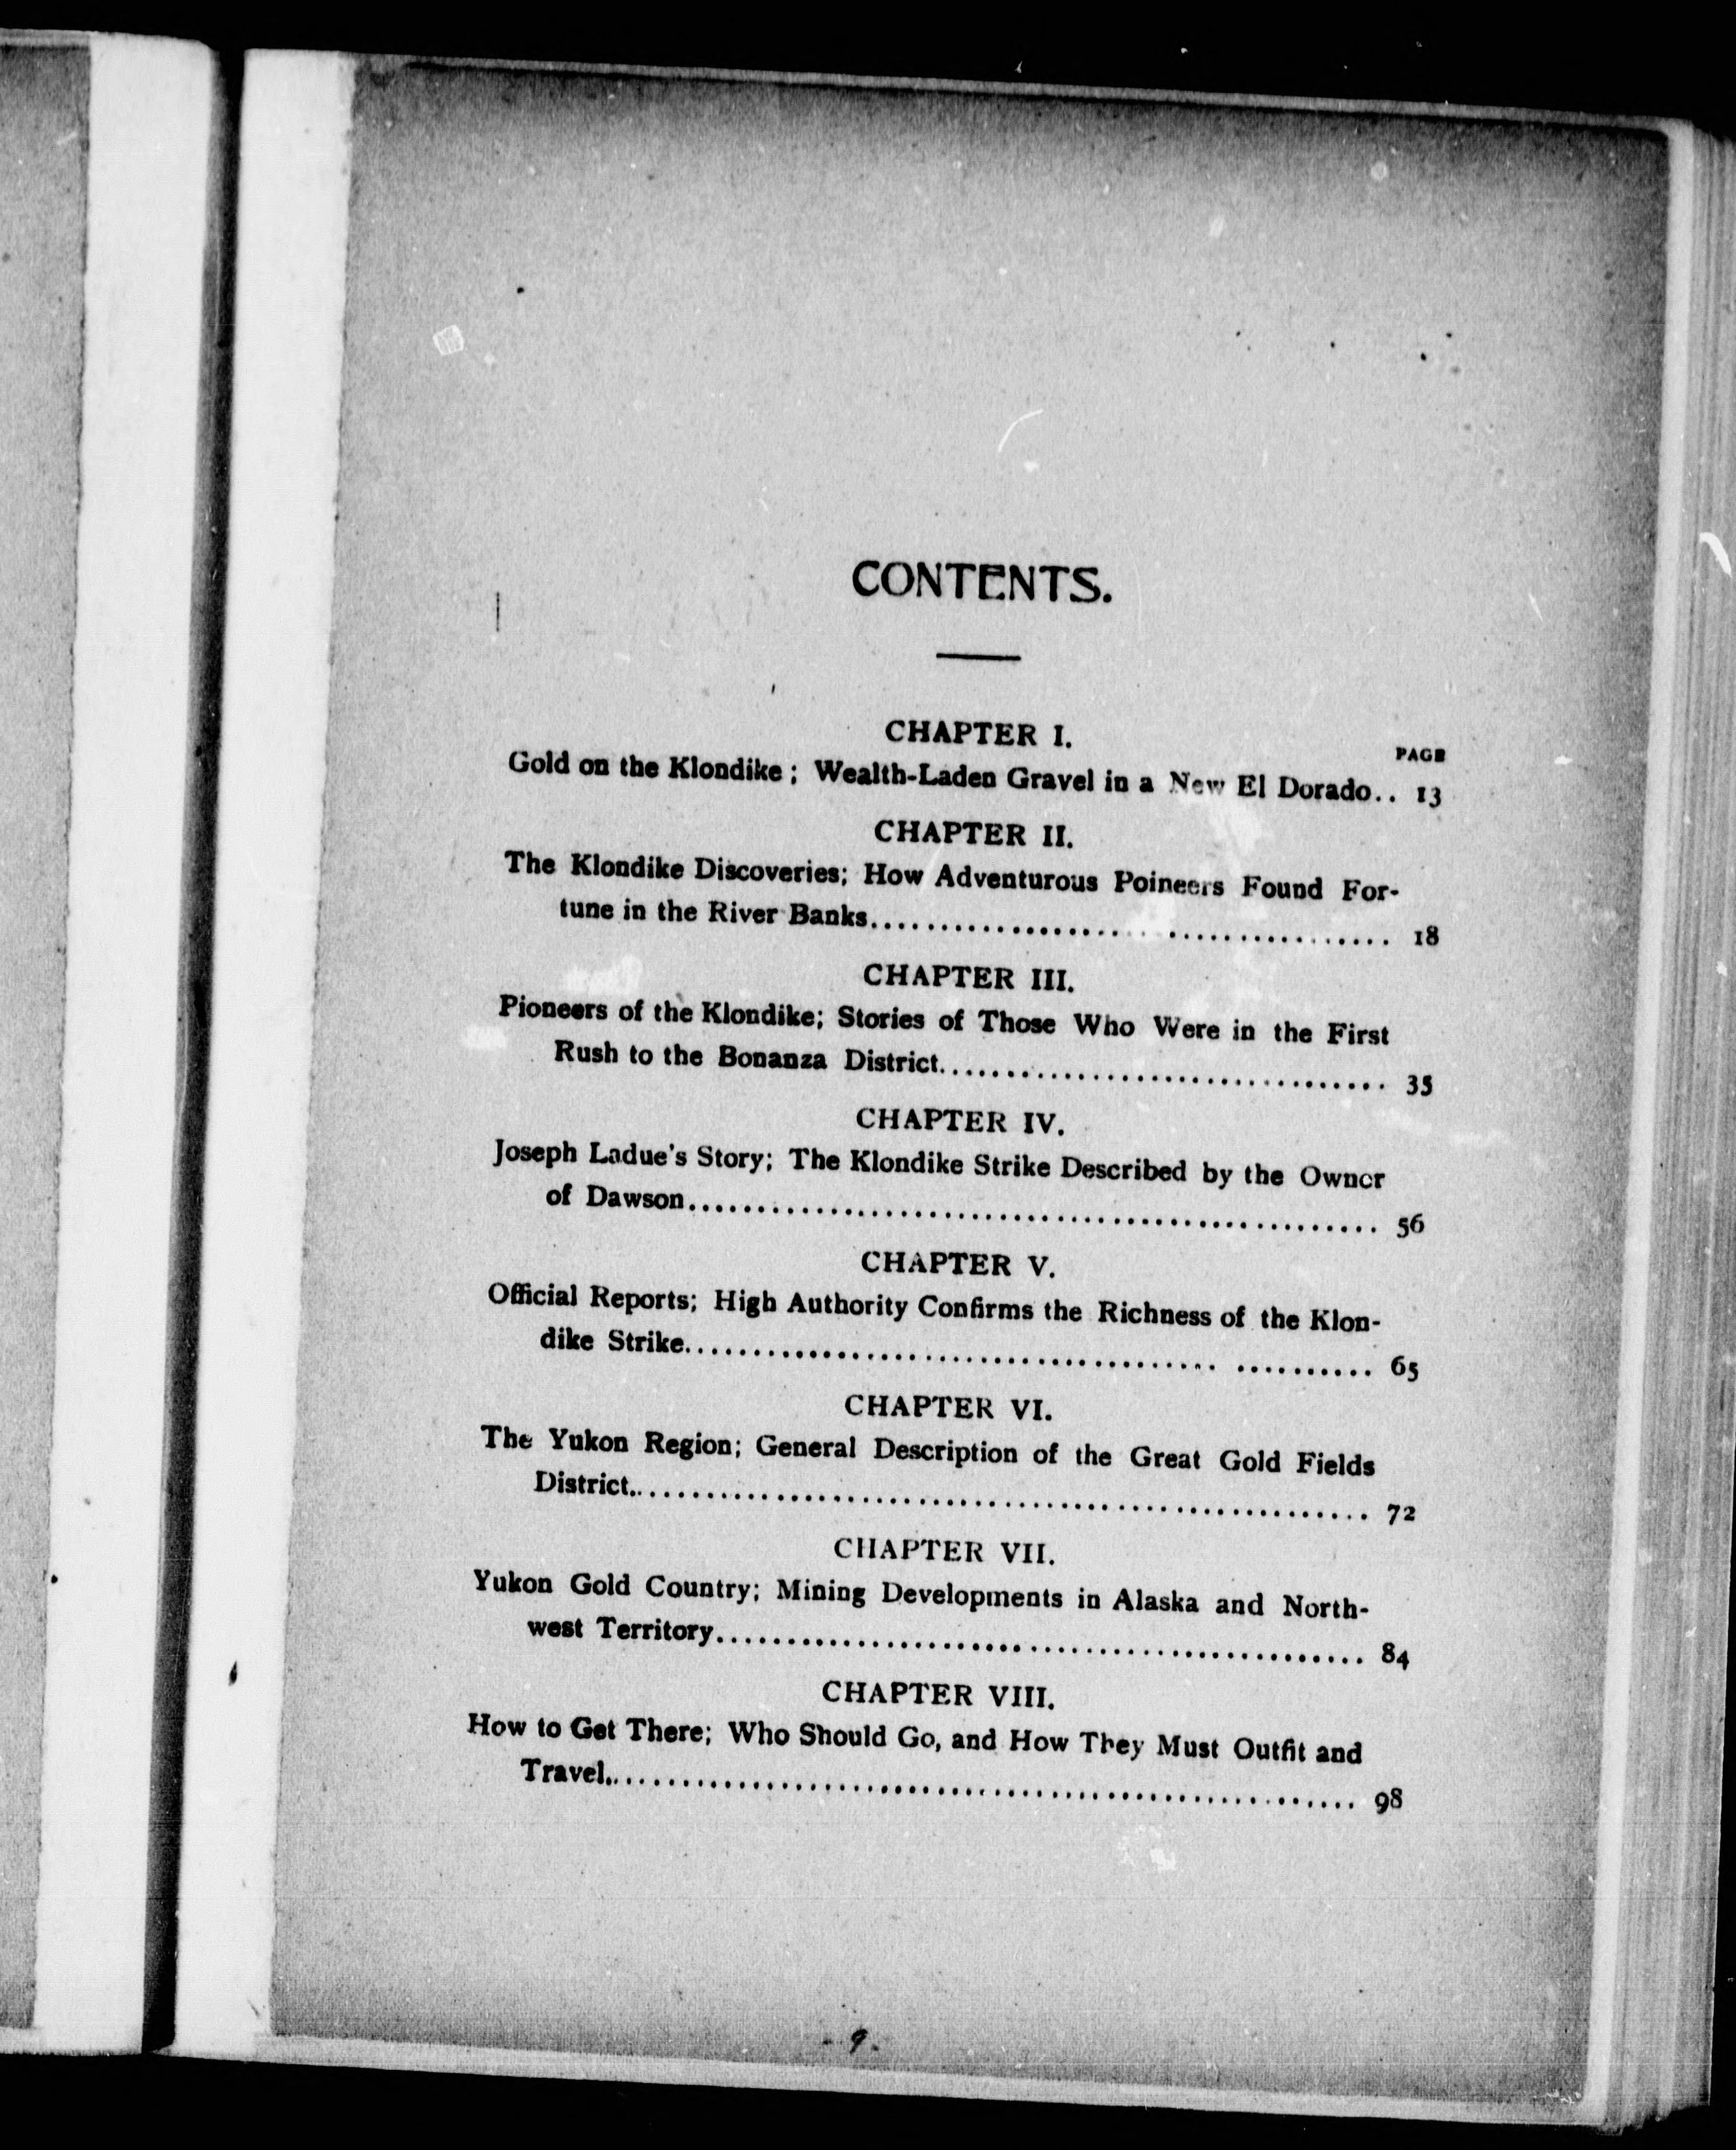 CONTENTS.
CHAPTER I.
PAGE
Gold on the Klondike; Wealth-Laden Gravel in a New El Dorado.. 13
CHAPTER II.
The Klondike Discoveries; How Adventurous Poineers Found For-
tune in the River Banks.......................................... 18
CHAPTER III.
Pioneers of the Klondike; Stories of Those Who Were in the First
Rush to the Bonanza District.................................... 35
CHAPTER IV.
Joseph Ladue's Story; The Klondike Strike Described by the Owner
of Dawson........................................................ 56
CHAPTER V.
Official Reports; High Authority Confirms the Richness of the Klon-
dike Strike...................................... .......... 65
CHAPTER VI.
The Yukon Region; General Description of the Great Gold Fields
District.......................................................... 72
CHAPTER VII.
Yukon Gold Country; Mining Developments in Alaska and North-
west Territory................................................... 84
CHAPTER VIII.
How to Get There; Who Should Go, and How They Must Outfit and
Travel............................................................ 98
- 9 -